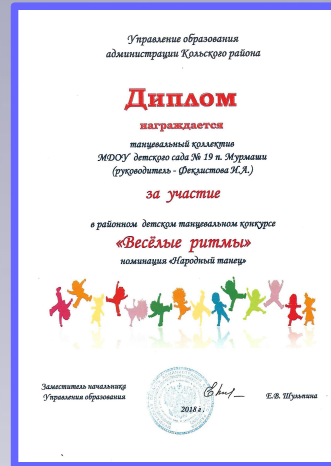 Управление образования
администрации Кольского района
Диплом
награждается
танцевальный коллектив
МДОУ детского сада № 19 п. Мурмаши
(руководитель - Феклистова И.А.)
за участие
в районном детском танцевальном конкурсе
«Весёлые ритмы»
номинация «Народный танец»
Заместитель начальника
Управления образования
Е.В. Шульпина
2018 г.